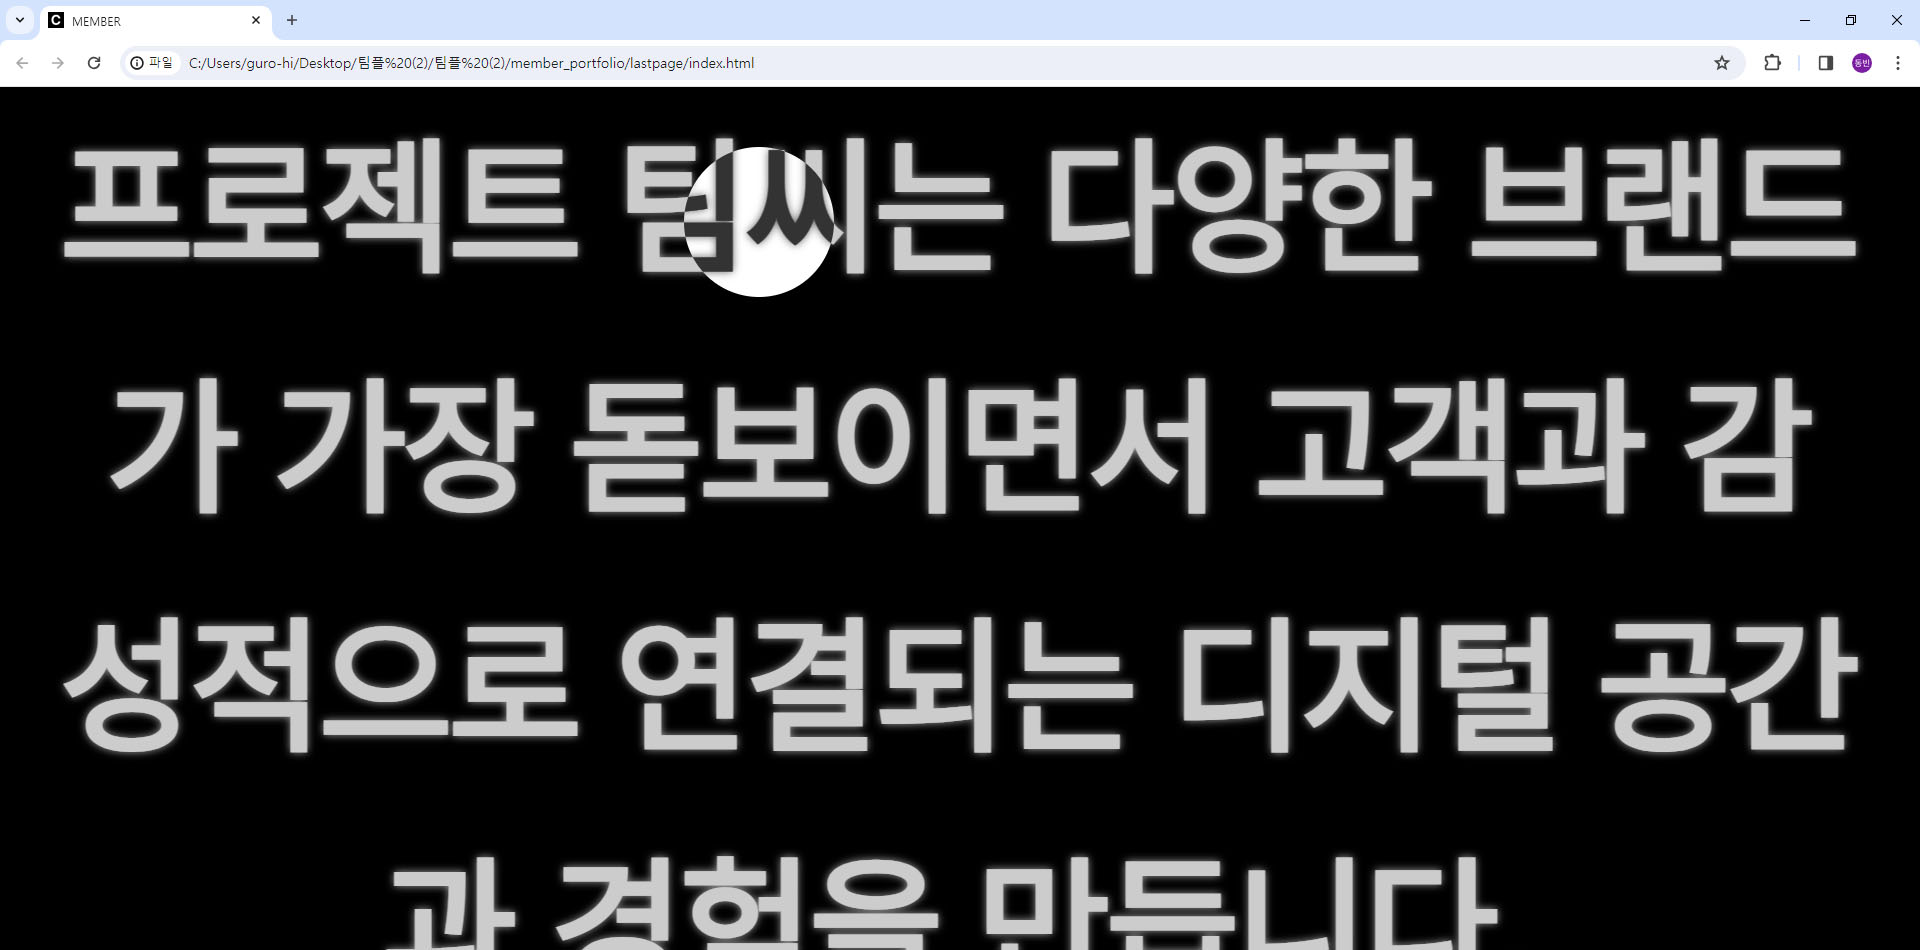 MEMBER
파일
C:/Users/guro-hi/Desktop/팀플%20(2)/팀플%20(2)/member_portfolio/lastpage/index.html
동빈
프로젝트 팀씨는 다양한 브랜드
가 가장 돋보이면서 고객과 감
성적으로 연결되는 디지털 공간
과 경험을 만듭니다